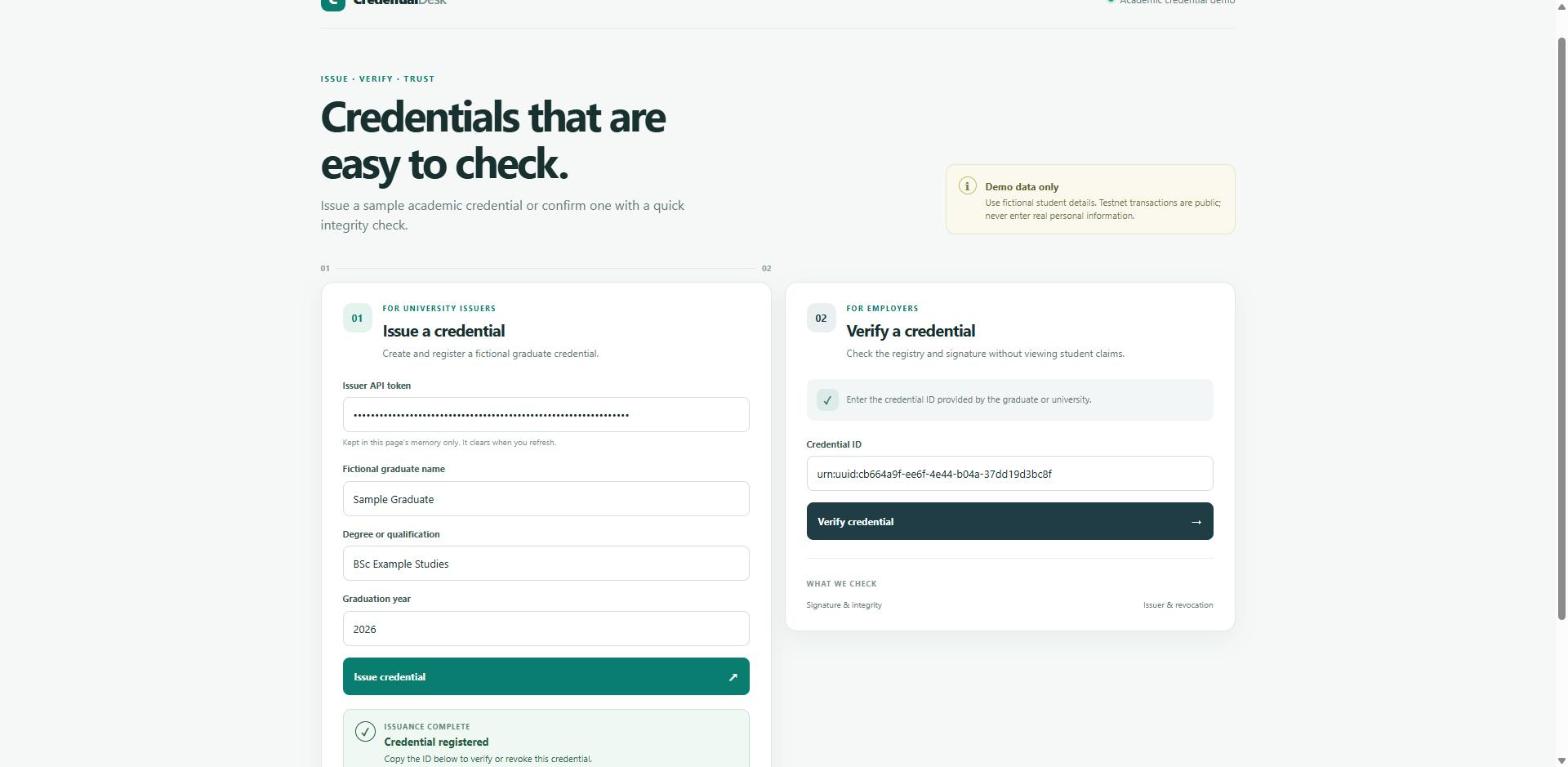 CredentialDesk
Academic credential demo
ISSUE · VERIFY · TRUST
Credentials that are
easy to check.
Issue a sample academic credential or confirm one with a quick
integrity check.
i
Demo data only
Use fictional student details. Testnet transactions are public;
never enter real personal information.
01
02
01
FOR UNIVERSITY ISSUERS
Issue a credential
Create and register a fictional graduate credential.
Issuer API token
Kept in this page's memory only. It clears when you refresh.
Fictional graduate name
Sample Graduate
Degree or qualification
BSc Example Studies
Graduation year
2026
Issue credential ↗
✓
ISSUANCE COMPLETE
Credential registered
Copy the ID below to verify or revoke this credential.
02
FOR EMPLOYERS
Verify a credential
Check the registry and signature without viewing student claims.
✓ Enter the credential ID provided by the graduate or university.
Credential ID
urn:uuid:cb664a9f-ee6f-4e44-b04a-37dd19d3bc8f
Verify credential →
WHAT WE CHECK
Signature & integrity
Issuer & revocation